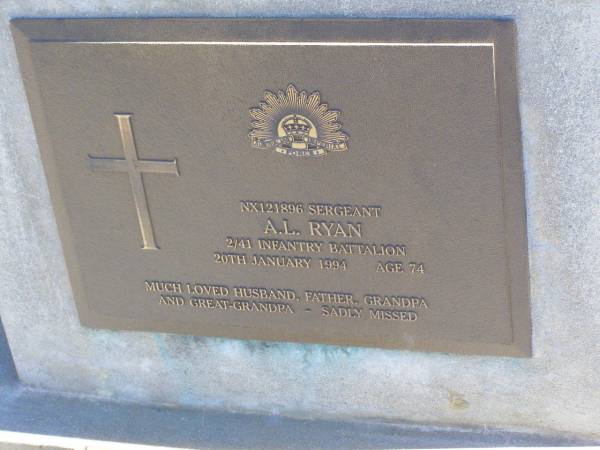 NX121896 SERGEANT
A.L. RYAN
2/41 INFANTRY BATTALION
20TH JANUARY 1994 AGE 74
MUCH LOVED HUSBAND, FATHER, GRANDPA
AND GREAT-GRANDPA - SADLY MISSED